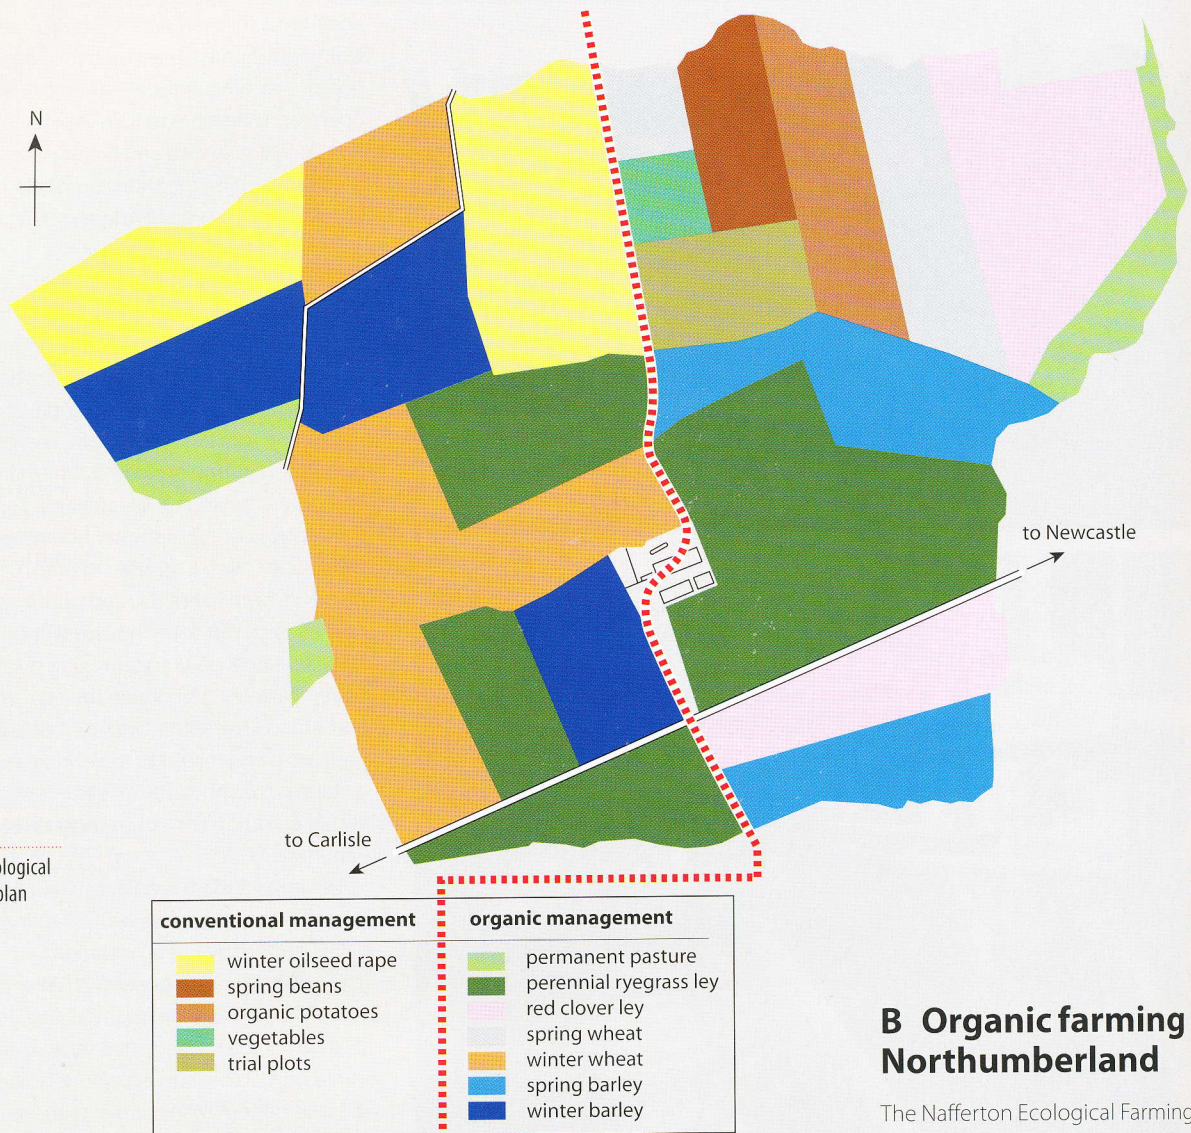 N
to Newcastle
to Carlisle
plan
conventional management
winter oilseed rape
spring beans
organic potatoes
vegetables
trial plots
organic management
permanent pasture
perennial ryegrass ley
red clover ley
spring wheat
winter wheat
spring barley
winter barley
B Organic farming
Northumberland
The Nafferton Ecological Farming